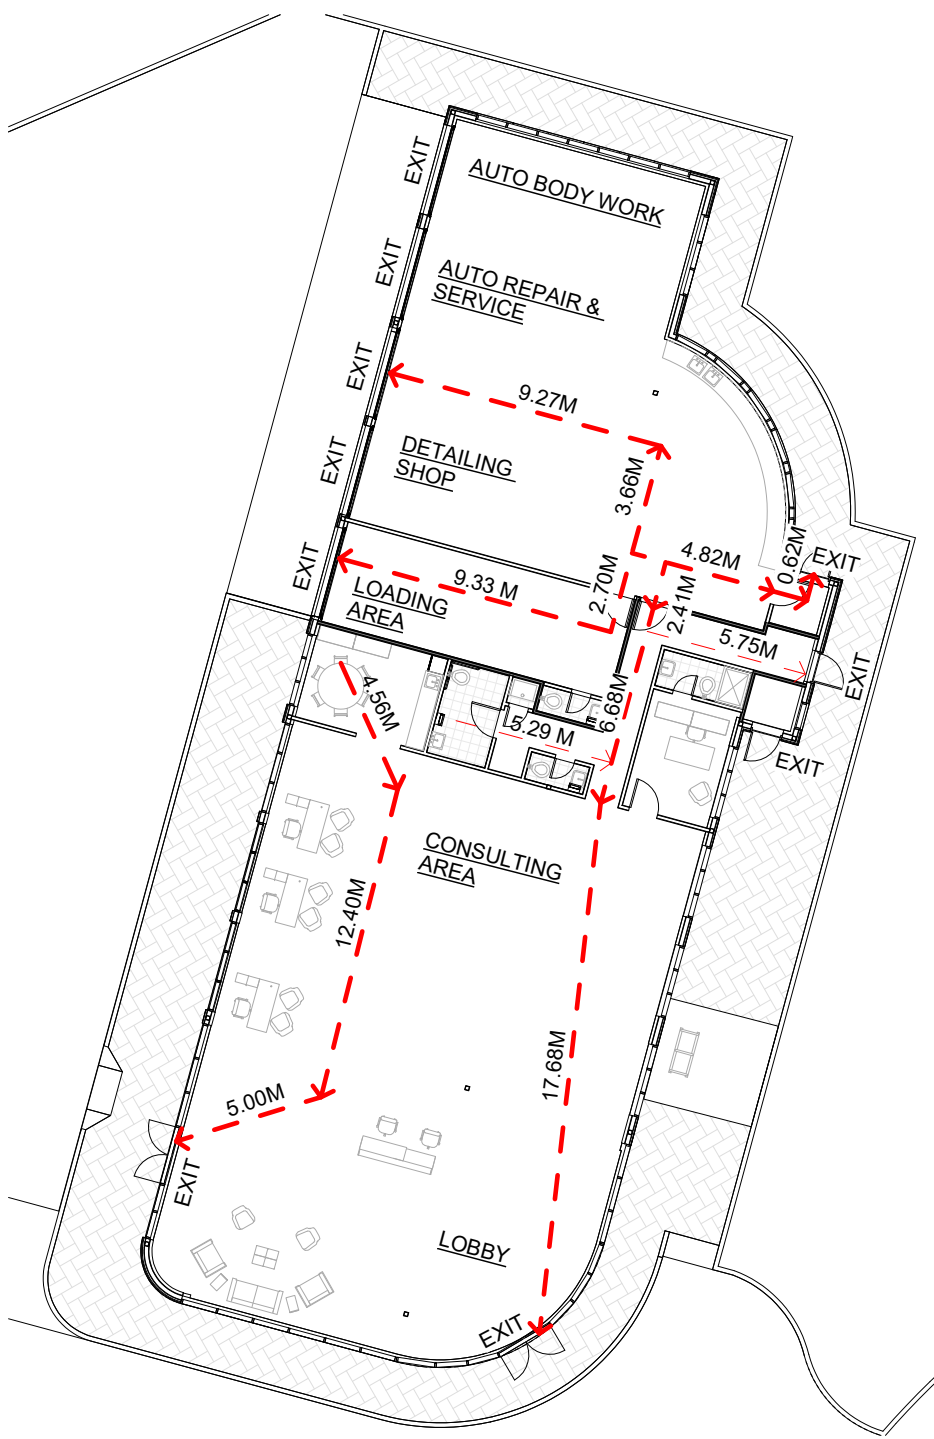 EXIT
AUTO BODY WORK
EXIT
AUTO REPAIR &
SERVICE
EXIT
9.27M
DETAILING
SHOP
EXIT
3.66M
4.82M
0.62M
EXIT
EXIT
9.33 M
2.70M
2.41M
LOADING
AREA
5.75M
EXIT
4.56M
6.68M
5.29 M
EXIT
CONSULTING
AREA
12.40M
17.68M
5.00M
EXIT
LOBBY
EXIT